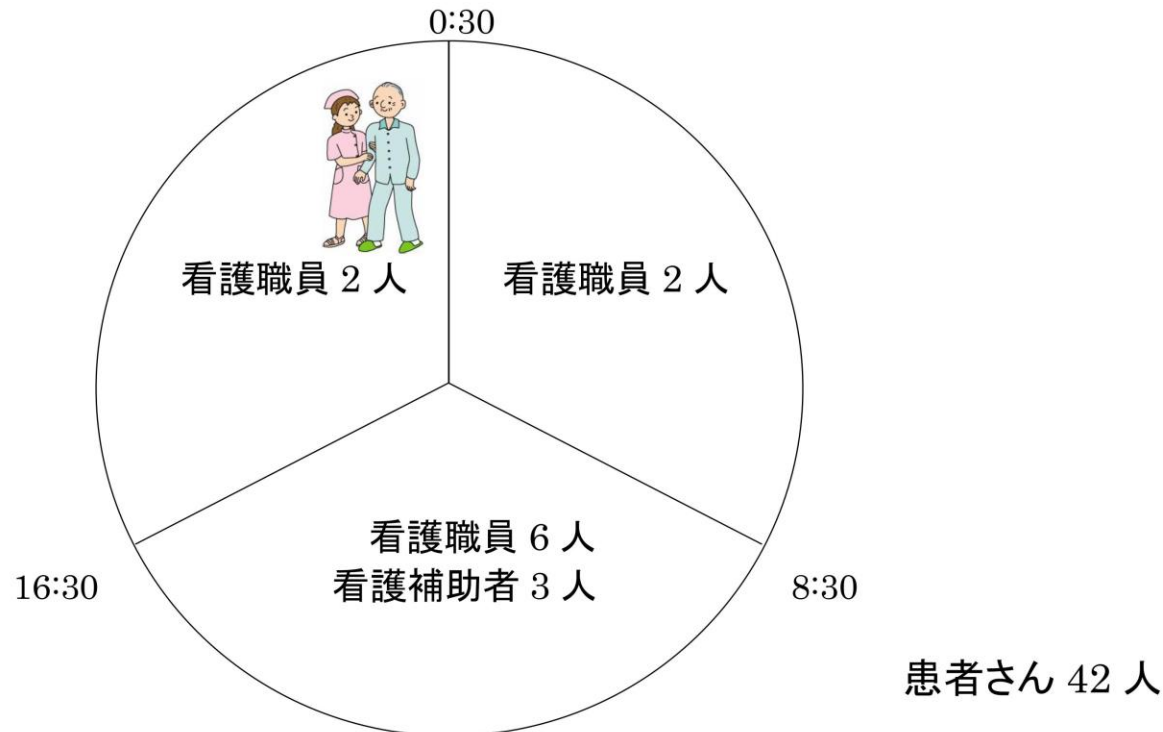 0:30
看護職員 2 人
看護職員 2 人
看護職員 6 人
看護補助者 3 人
16:30
8:30
患者さん 42 人